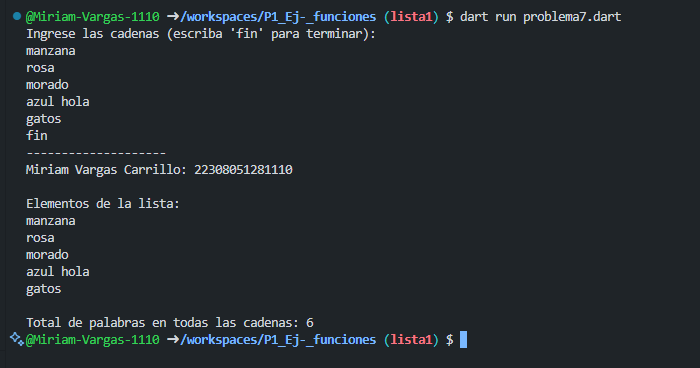 @Miriam-Vargas-1110 ➜/workspaces/P1_Ej-_funciones (lista1) $ dart run problema7.dart
Ingrese las cadenas (escriba 'fin' para terminar):
manzana
rosa
morado
azul hola
gatos
fin
--------------------
Miriam Vargas Carrillo: 22308051281110

Elementos de la lista:
manzana
rosa
morado
azul hola
gatos

Total de palabras en todas las cadenas: 6
@Miriam-Vargas-1110 ➜/workspaces/P1_Ej-_funciones (lista1) $